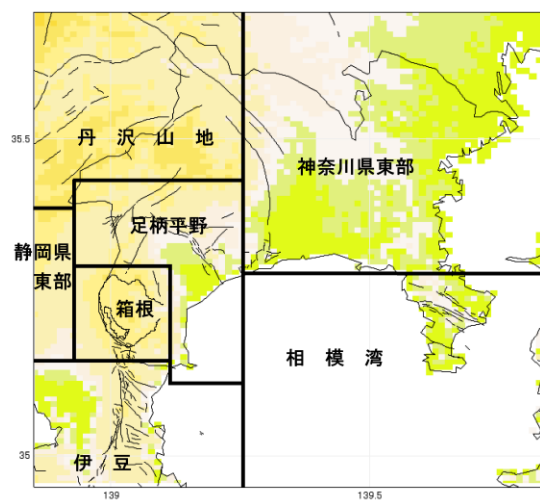 35.5
丹 沢 山 地
神奈川県東部
足柄平野
静岡県
東部
箱根
相 模 湾
35
伊 豆
139
139.5